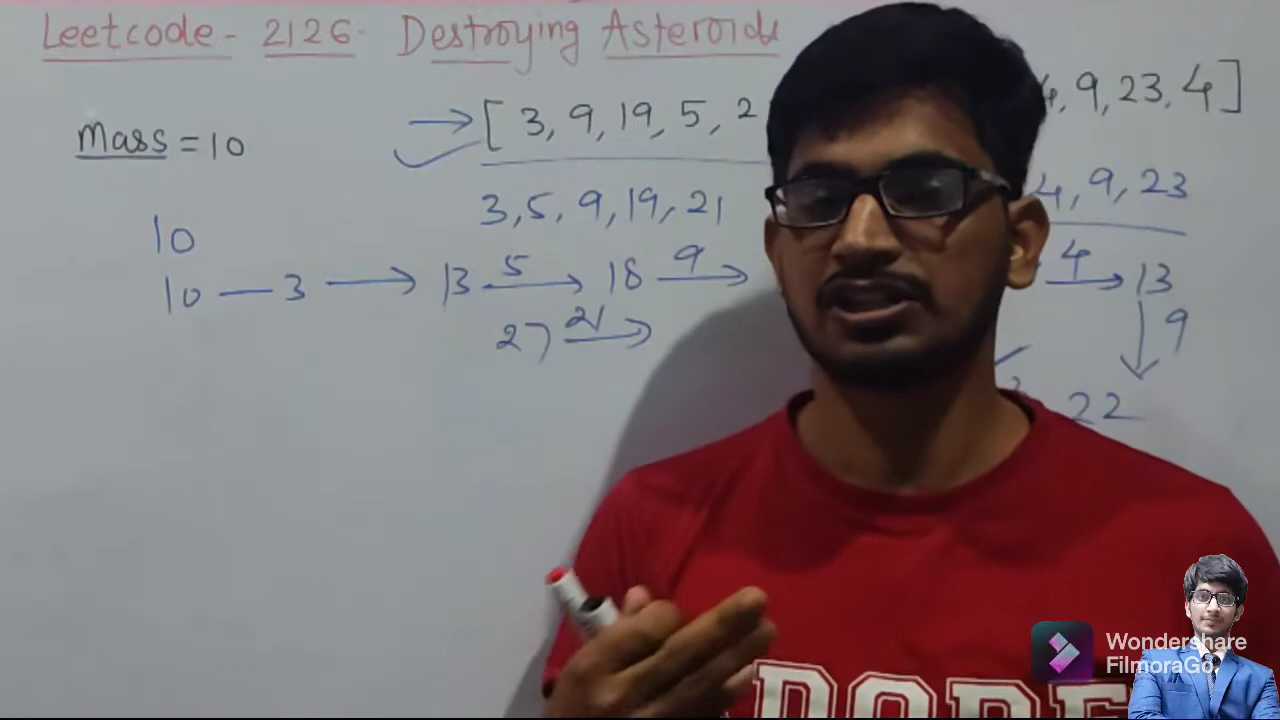 Leetcode - 2126. Destroying Asteroids
Mass = 10
→ [ 3, 9, 19, 5, 2
4, 9, 23, 4 ]
3, 5, 9, 19, 21
4, 9, 23
10
10 — 3 → 13 5→ 18 9→
4→ 13
27 21→
9
22
Wondershare
FilmoraGo